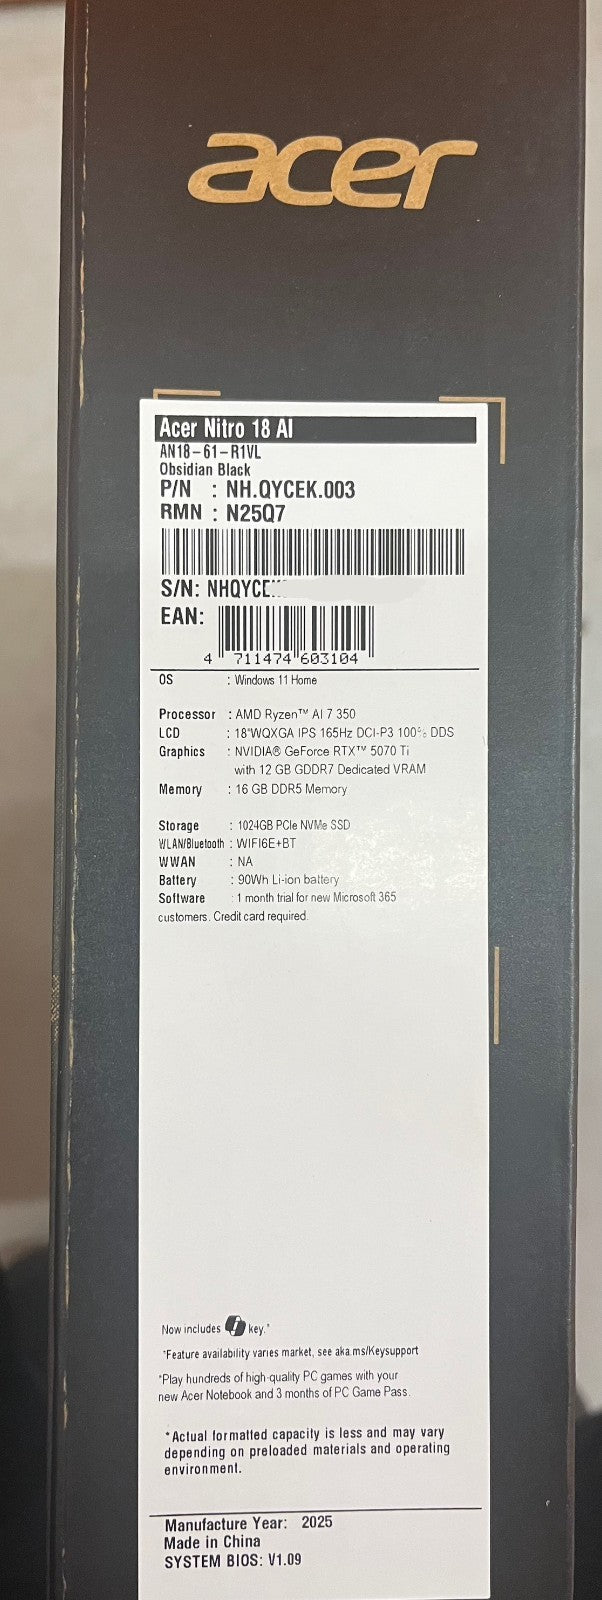 acer
Acer Nitro 18 AI
AN18-61-R1VL
Obsidian Black
P/N : NH.QYCEK.003
RMN : N25Q7
S/N: NHQYCE
EAN:
4 711474 603104
OS : Windows 11 Home
Processor : AMD Ryzen™ AI 7 350
LCD : 18"WQXGA IPS 165Hz DCI-P3 100% DDS
Graphics : NVIDIA® GeForce RTX™ 5070 Ti
with 12 GB GDDR7 Dedicated VRAM
Memory : 16 GB DDR5 Memory
Storage : 1024GB PCIe NVMe SSD
WLAN/Bluetooth : WIFI6E+BT
WWAN : NA
Battery : 90Wh Li-ion battery
Software : 1 month trial for new Microsoft 365
customers. Credit card required.
Now includes key.*
*Feature availability varies market, see aka.ms/Keysupport
*Play hundreds of high-quality PC games with your
new Acer Notebook and 3 months of PC Game Pass.
*Actual formatted capacity is less and may vary
depending on preloaded materials and operating
environment.
Manufacture Year: 2025
Made in China
SYSTEM BIOS: V1.09